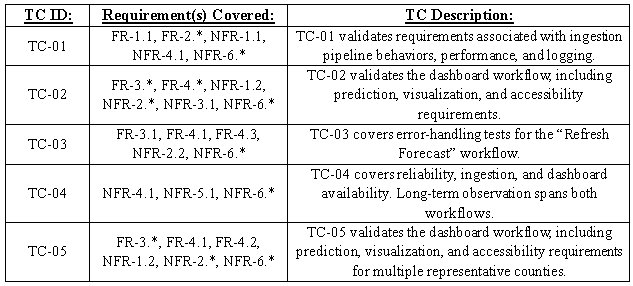 TC ID: Requirement(s) Covered: TC Description:
TC-01
FR-1.1, FR-2.*, NFR-1.1,
NFR-4.1, NFR-6.*
TC-01 validates requirements associated with ingestion
pipeline behaviors, performance, and logging.
TC-02
FR-3.*, FR-4.*, NFR-1.2,
NFR-2.*, NFR-3.1, NFR-6.*
TC-02 validates the dashboard workflow, including
prediction, visualization, and accessibility
requirements.
TC-03
FR-3.1, FR-4.1, FR-4.3,
NFR-2.2, NFR-6.*
TC-03 covers error-handling tests for the “Refresh
Forecast” workflow.
TC-04
NFR-4.1, NFR-5.1, NFR-6.*
TC-04 covers reliability, ingestion, and dashboard
availability. Long-term observation spans both
workflows.
TC-05
FR-3.*, FR-4.1, FR-4.2,
NFR-1.2, NFR-2.*, NFR-6.*
TC-05 validates the dashboard workflow, including
prediction, visualization, and accessibility requirements
for multiple representative counties.